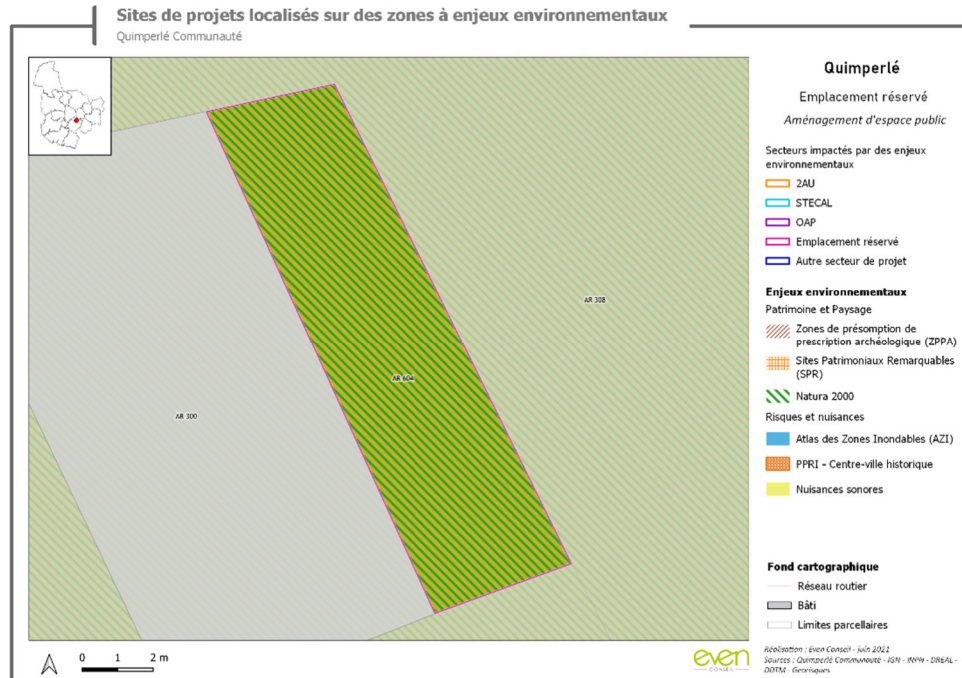 Sites de projets localisés sur des zones à enjeux environnementaux
Quimperlé Communauté
AR 308
AR 604
AR 300
0 1 2 m
Quimperlé
Emplacement réservé
Aménagement d'espace public
Secteurs impactés par des enjeux
environnementaux
2AU
STECAL
OAP
Emplacement réservé
Autre secteur de projet
Enjeux environnementaux
Patrimoine et Paysage
Zones de présomption de
prescription archéologique (ZPPA)
Sites Patrimoniaux Remarquables
(SPR)
Natura 2000
Risques et nuisances
Atlas des Zones Inondables (AZI)
PPRI - Centre-ville historique
Nuisances sonores
Fond cartographique
Réseau routier
Bâti
Limites parcellaires
even
CONSEIL
Réalisation : Even Conseil - juin 2021
Sources : Quimperlé Communauté - IGN - INPN - DREAL -
DDTM - Georisques